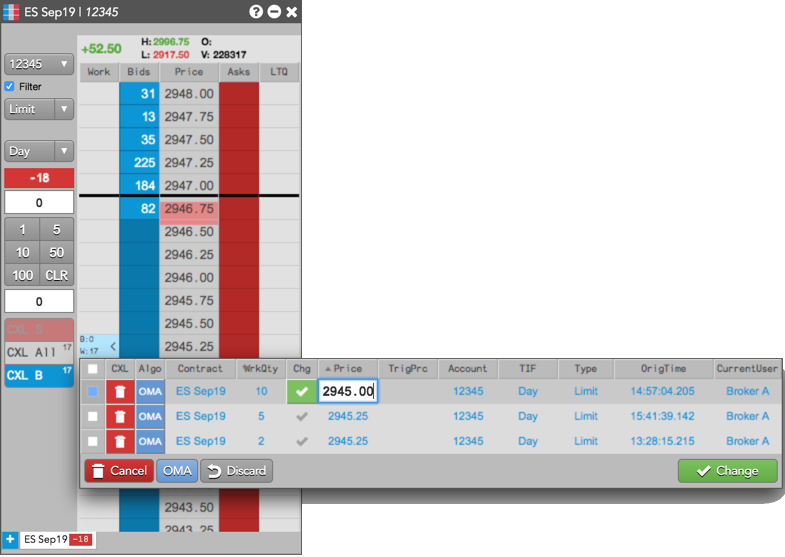 ES Sep19 | 12345
+52.50 H: 2996.75 O:
L: 2917.50 V: 228317
Work Bids Price Asks LTQ
12345
Filter
Limit
Day
-18
0
1 5
10 50
100 CLR
0
CXL S
CXL All 17
CXL B 17
31 2948.00
13 2947.75
35 2947.50
225 2947.25
184 2947.00
82 2946.75
2946.50
2946.25
2946.00
2945.75
2945.50
B:0
W:17 2945.25
CXL Algo Contract WrkQty Chg Price TrigPrc Account TIF Type OrigTime CurrentUser
OMA ES Sep19 10 2945.00 12345 Day Limit 14:57:04.205 Broker A
OMA ES Sep19 5 2945.25 12345 Day Limit 15:41:39.142 Broker A
OMA ES Sep19 2 2945.25 12345 Day Limit 13:28:15.215 Broker A
Cancel OMA Discard Change
2943.50
2943.25
+ ES Sep19 -18